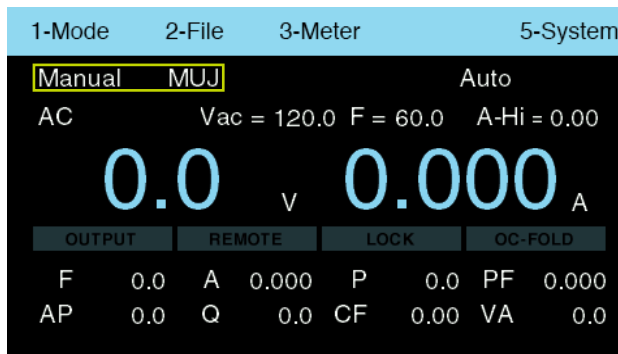 1-Mode 2-File 3-Meter 5-System
Manual MUJ Auto
AC Vac = 120.0 F = 60.0 A-Hi = 0.00
0.0 V 0.000 A
OUTPUT REMOTE LOCK OC-FOLD
F 0.0 A 0.000 P 0.0 PF 0.000
AP 0.0 Q 0.0 CF 0.00 VA 0.0